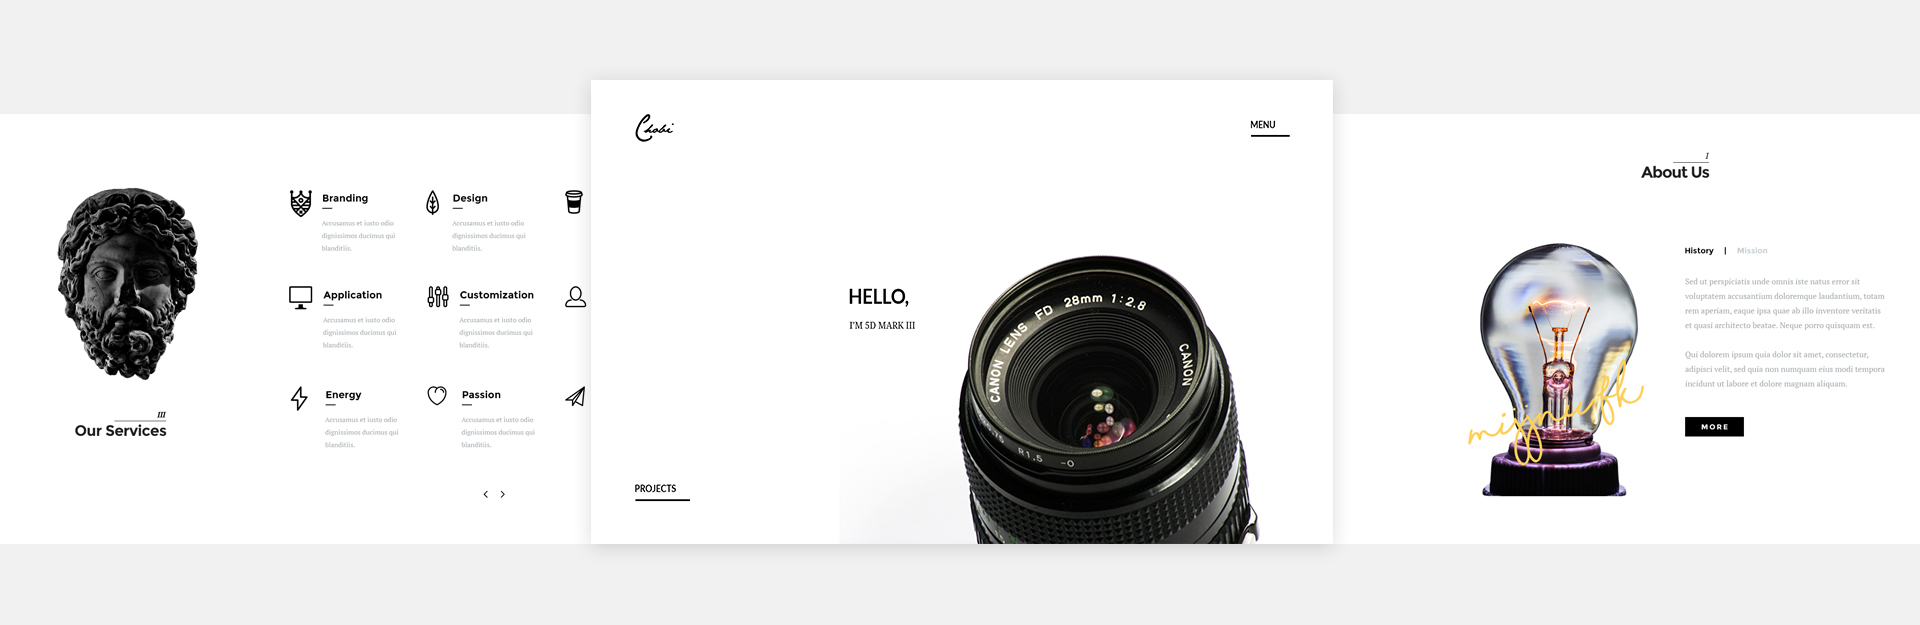 III
Our Services
Branding
Accusamus et iusto odio
dignissimos ducimus qui
blanditiis.
Design
Accusamus et iusto odio
dignissimos ducimus qui
blanditiis.
Application
Accusamus et iusto odio
dignissimos ducimus qui
blanditiis.
Customization
Accusamus et iusto odio
dignissimos ducimus qui
blanditiis.
Energy
Accusamus et iusto odio
dignissimos ducimus qui
blanditiis.
Passion
Accusamus et iusto odio
dignissimos ducimus qui
blanditiis.
Chobi
MENU
HELLO,
I'M 5D MARK III
CANON LENS FD 28mm 1:2.8
CANON
R1,5 -0
PROJECTS
1
About Us
History | Mission
Sed ut perspiciatis unde omnis iste natus error sit
voluptatem accusantium doloremque laudantium, totam
rem aperiam, eaque ipsa quae ab illo inventore veritatis
et quasi architecto beatae. Neque porro quisquam est.
Qui dolorem ipsum quia dolor sit amet, consectetur,
adipisci velit, sed quia non numquam eius modi tempora
incidunt ut labore et dolore magnam aliquam.
MORE